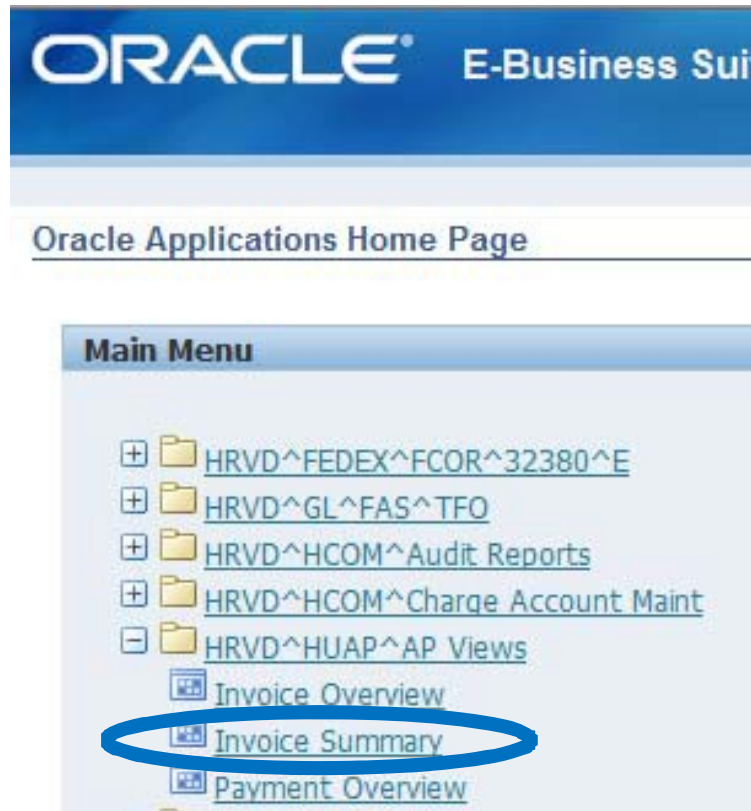 ORACLE® E-Business Sui
Oracle Applications Home Page
Main Menu
HRVD^FEDEX^FCOR^32380^E
HRVD^GL^FAS^TFO
HRVD^HCOM^Audit Reports
HRVD^HCOM^Charge Account Maint
HRVD^HUAP^AP Views
Invoice Overview
Invoice Summary
Payment Overview